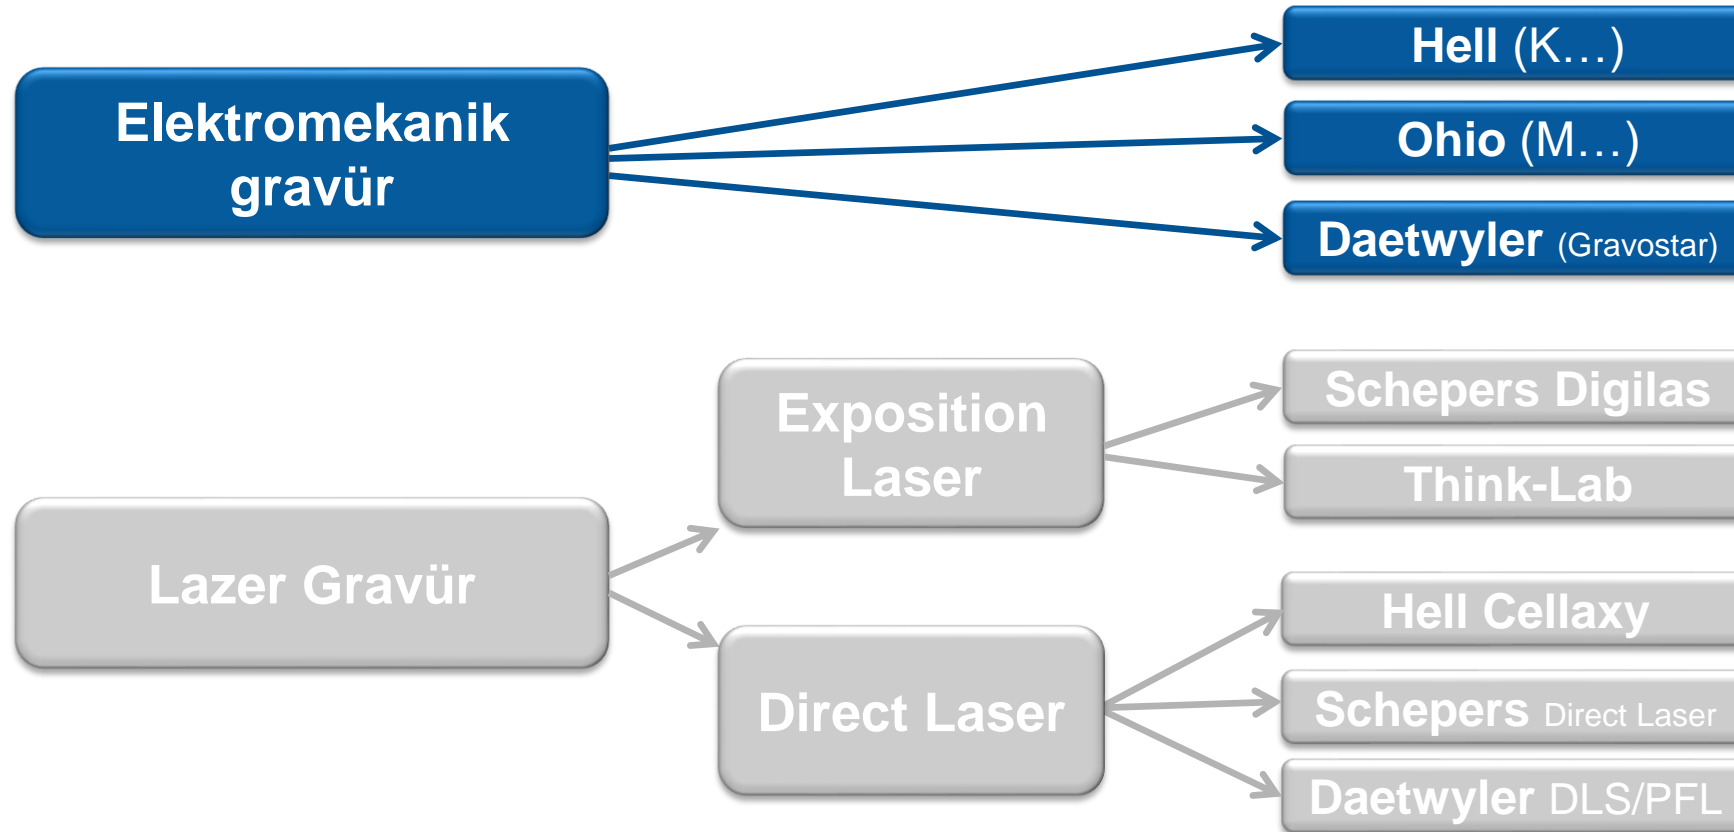 Elektromekanik
gravür
Hell (K…)
Ohio (M…)
Daetwyler (Gravostar)
Lazer Gravür
Exposition
Laser
Schepers Digilas
Think-Lab
Direct Laser
Hell Cellaxy
Schepers Direct Laser
Daetwyler DLS/PFL